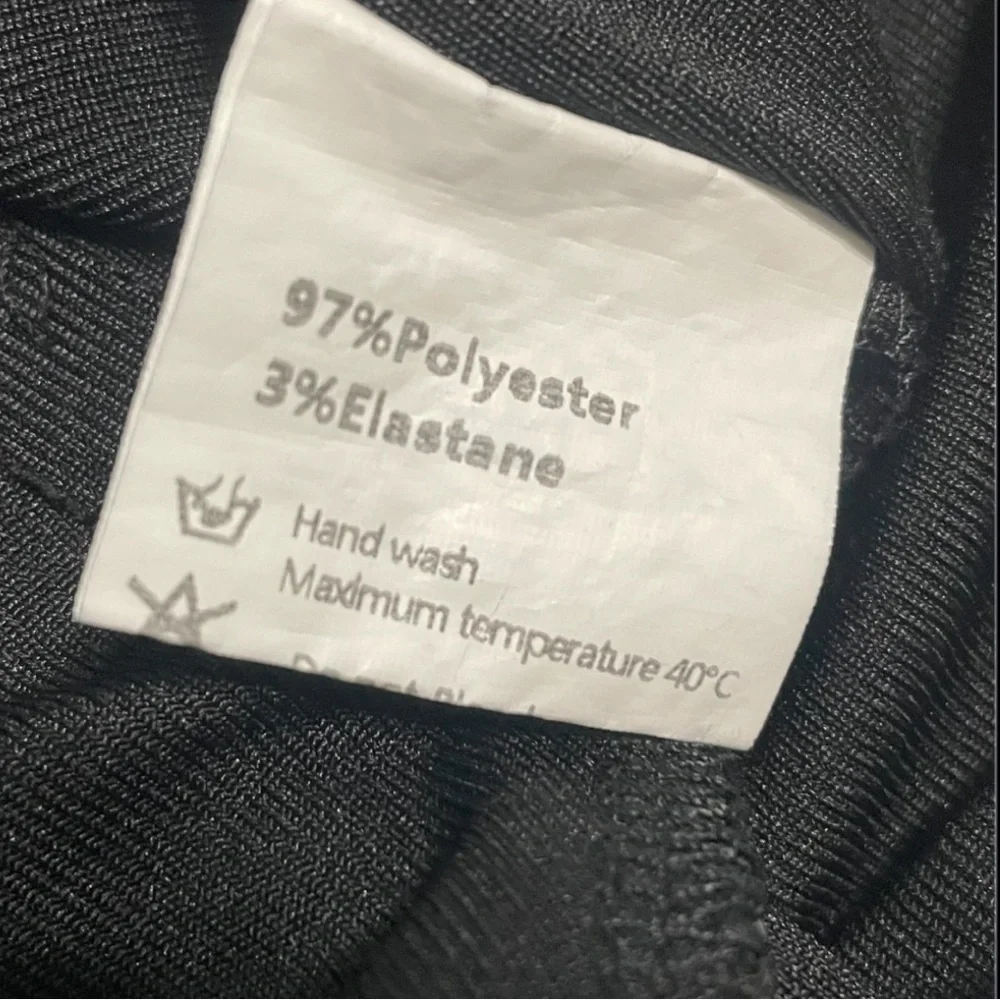 97%Polyester
3%Elastane
Hand wash
Maximum temperature 40°C